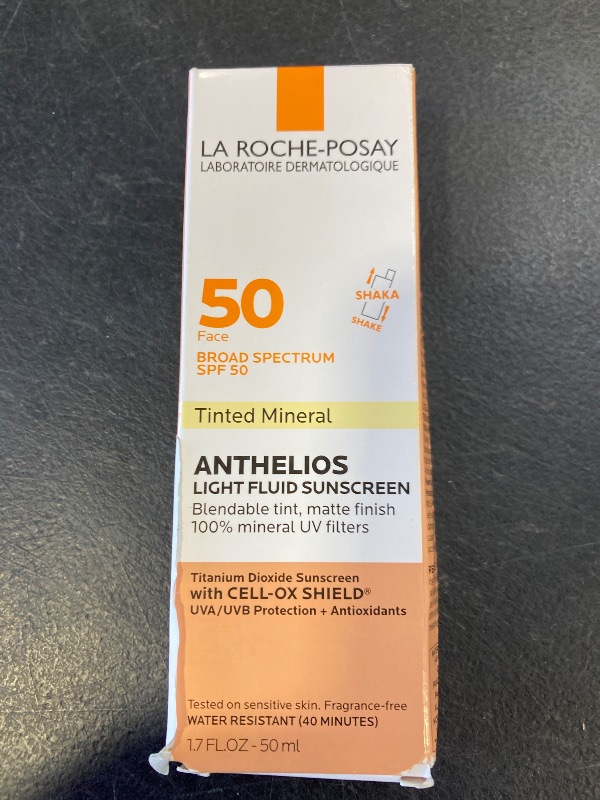 LA ROCHE-POSAY
LABORATOIRE DERMATOLOGIQUE
50
Face
BROAD SPECTRUM
SPF 50
SHAKA
SHAKE
Tinted Mineral
ANTHELIOS
LIGHT FLUID SUNSCREEN
Blendable tint, matte finish
100% mineral UV filters
Titanium Dioxide Sunscreen
with CELL-OX SHIELD®
UVA/UVB Protection + Antioxidants
Tested on sensitive skin. Fragrance-free
WATER RESISTANT (40 MINUTES)
1.7 FL.OZ - 50 ml